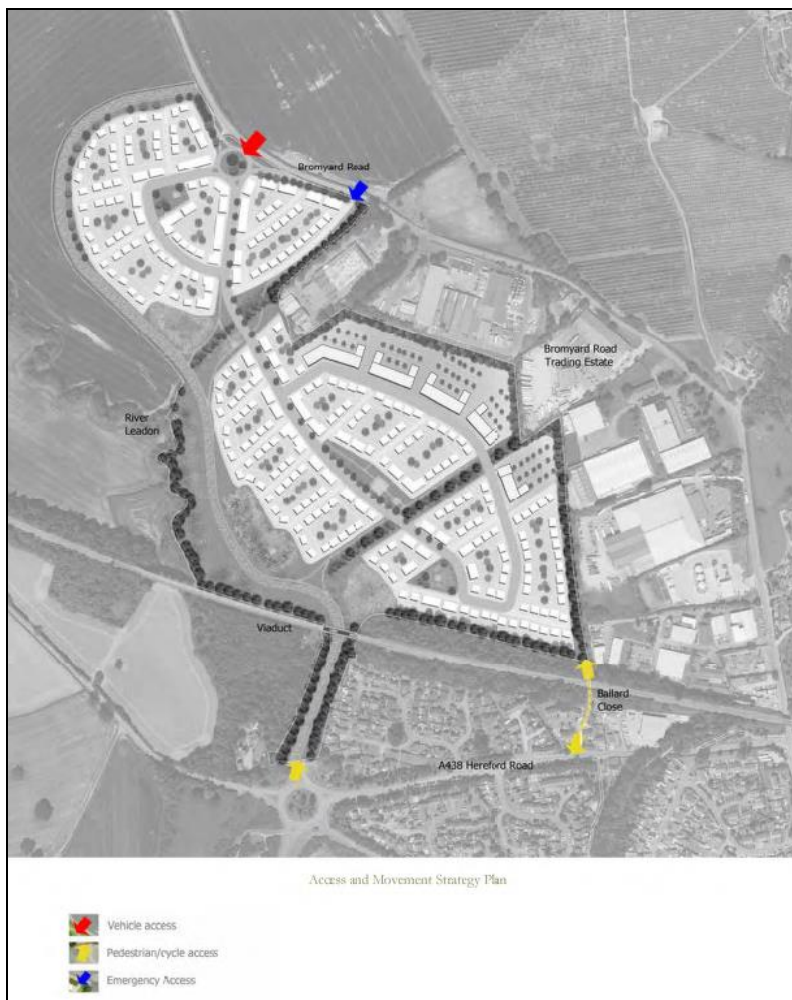 Bromyard Road
Bromyard Road
Trading Estate
River
Leadon
Viaduct
Ballard
Close
A438 Hereford Road
Access and Movement Strategy Plan
Vehicle access
Pedestrian/cycle access
Emergency Access